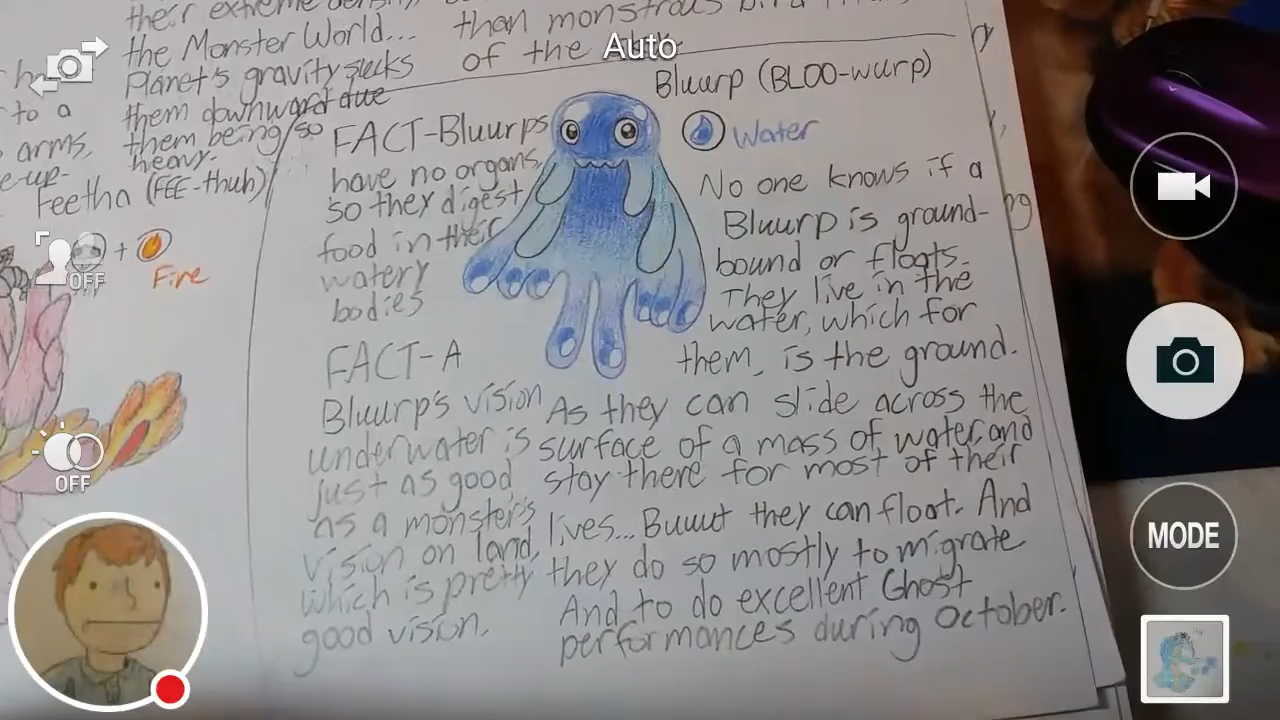 their extreme density
the Monster World...
Planet's gravity sucks
them downward due
them being so
heavy.
to a
arms,
Feetha (FEE-thuh)
+
Fire
than monstrous bird
of the
Auto
Bluurp (BLOO-wurp)
Water
FACT-Bluurps
have no organs,
so they digest
food in their
watery
bodies
FACT-A
Bluurp's vision
underwater is
just as good
as a monster's
vision on land,
which is pretty
good vision.
No one knows if a
Bluurp is ground-
bound or floats.
They live in the
water, which for
them, is the ground.
As they can slide across the
surface of a mass of water, and
stay there for most of their
lives... Buuut they can float. And
they do so mostly to migrate
And to do excellent Ghost
performances during October.
OFF
OFF
MODE